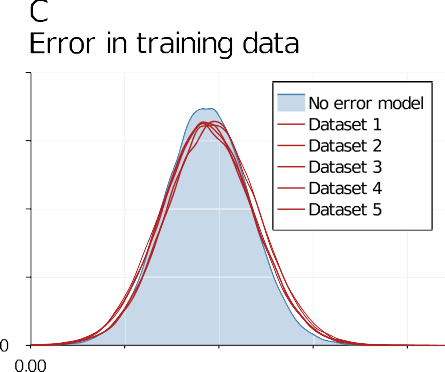 C
Error in training data
No error model
Dataset 1
Dataset 2
Dataset 3
Dataset 4
Dataset 5
0
0.00